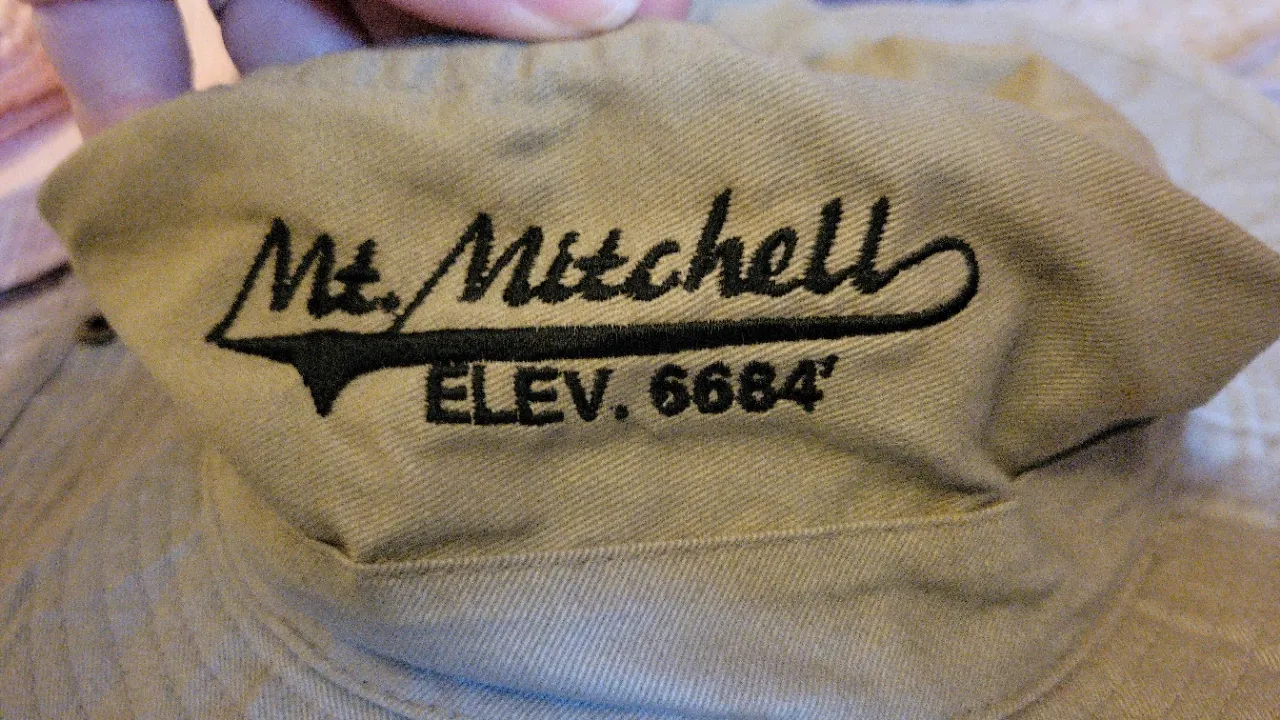 Mt. Mitchell
ELEV. 6684'